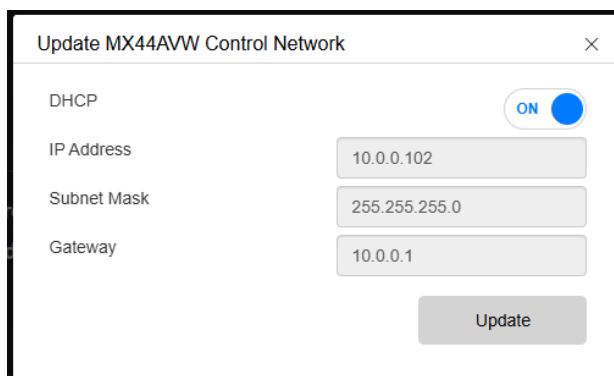 Update MX44AVW Control Network
DHCP
ON
IP Address
10.0.0.102
Subnet Mask
255.255.255.0
Gateway
10.0.0.1
Update